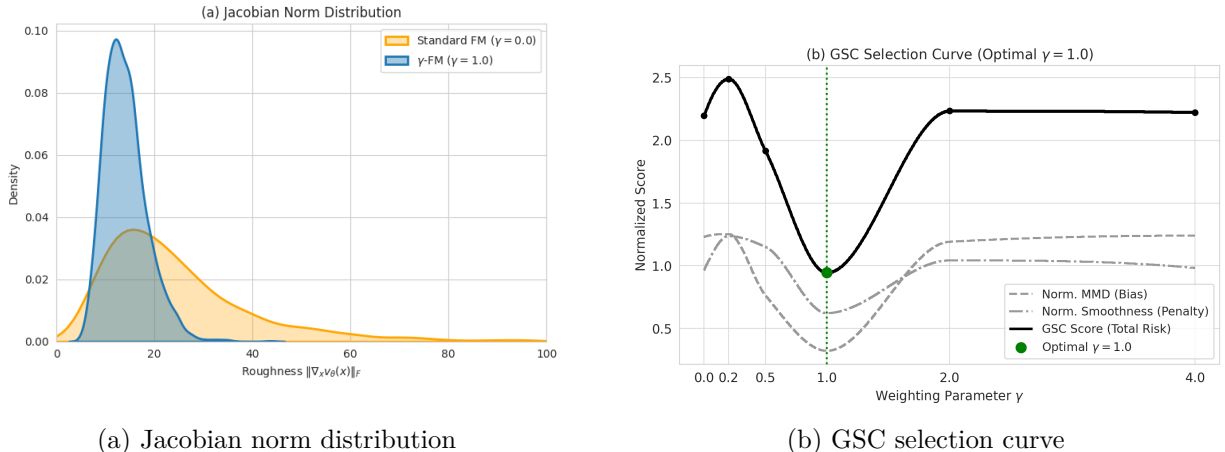 (a) Jacobian Norm Distribution
0.10
0.08
0.06
0.04
0.02
0.00
Density
0
20
40
60
80
100
Roughness ‖∇ₓv_θ(x)‖_F
Standard FM (γ = 0.0)
γ-FM (γ = 1.0)
(a) Jacobian norm distribution
(b) GSC Selection Curve (Optimal γ = 1.0)
2.5
2.0
1.5
1.0
0.5
Normalized Score
0.0
0.2
0.5
1.0
2.0
4.0
Weighting Parameter γ
Norm. MMD (Bias)
Norm. Smoothness (Penalty)
GSC Score (Total Risk)
Optimal γ = 1.0
(b) GSC selection curve